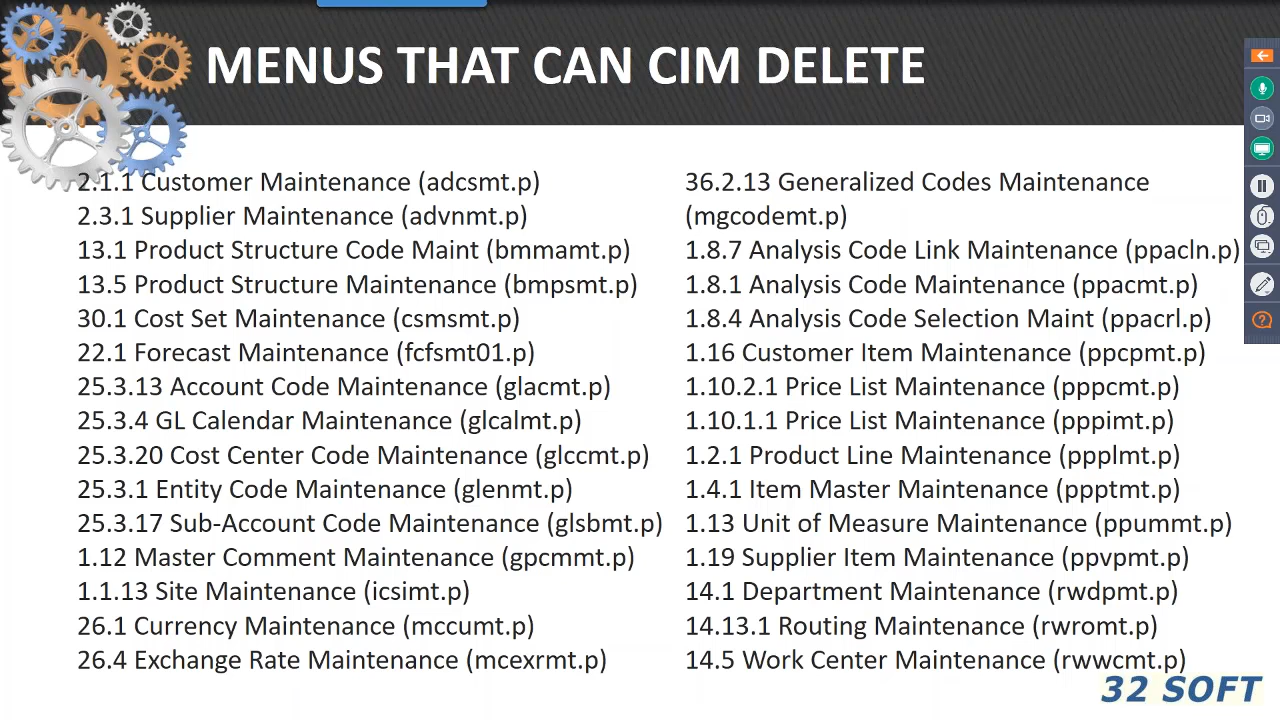 MENUS THAT CAN CIM DELETE
2.1.1 Customer Maintenance (adcsmt.p)
2.3.1 Supplier Maintenance (advnmt.p)
13.1 Product Structure Code Maint (bmmamt.p)
13.5 Product Structure Maintenance (bmpsmt.p)
30.1 Cost Set Maintenance (csmsmt.p)
22.1 Forecast Maintenance (fcfsmt01.p)
25.3.13 Account Code Maintenance (glacmt.p)
25.3.4 GL Calendar Maintenance (glcalmt.p)
25.3.20 Cost Center Code Maintenance (glccmt.p)
25.3.1 Entity Code Maintenance (glenmt.p)
25.3.17 Sub-Account Code Maintenance (glsbmt.p)
1.12 Master Comment Maintenance (gpcmmt.p)
1.1.13 Site Maintenance (icsimt.p)
26.1 Currency Maintenance (mccumt.p)
26.4 Exchange Rate Maintenance (mcexrmt.p)
36.2.13 Generalized Codes Maintenance
(mgcodemt.p)
1.8.7 Analysis Code Link Maintenance (ppacln.p)
1.8.1 Analysis Code Maintenance (ppacmt.p)
1.8.4 Analysis Code Selection Maint (ppacrl.p)
1.16 Customer Item Maintenance (ppcpmt.p)
1.10.2.1 Price List Maintenance (pppcmt.p)
1.10.1.1 Price List Maintenance (pppimt.p)
1.2.1 Product Line Maintenance (ppplmt.p)
1.4.1 Item Master Maintenance (ppptmt.p)
1.13 Unit of Measure Maintenance (ppummt.p)
1.19 Supplier Item Maintenance (ppvpmt.p)
14.1 Department Maintenance (rwdpmt.p)
14.13.1 Routing Maintenance (rwromt.p)
14.5 Work Center Maintenance (rwwcmt.p)
32 SOFT